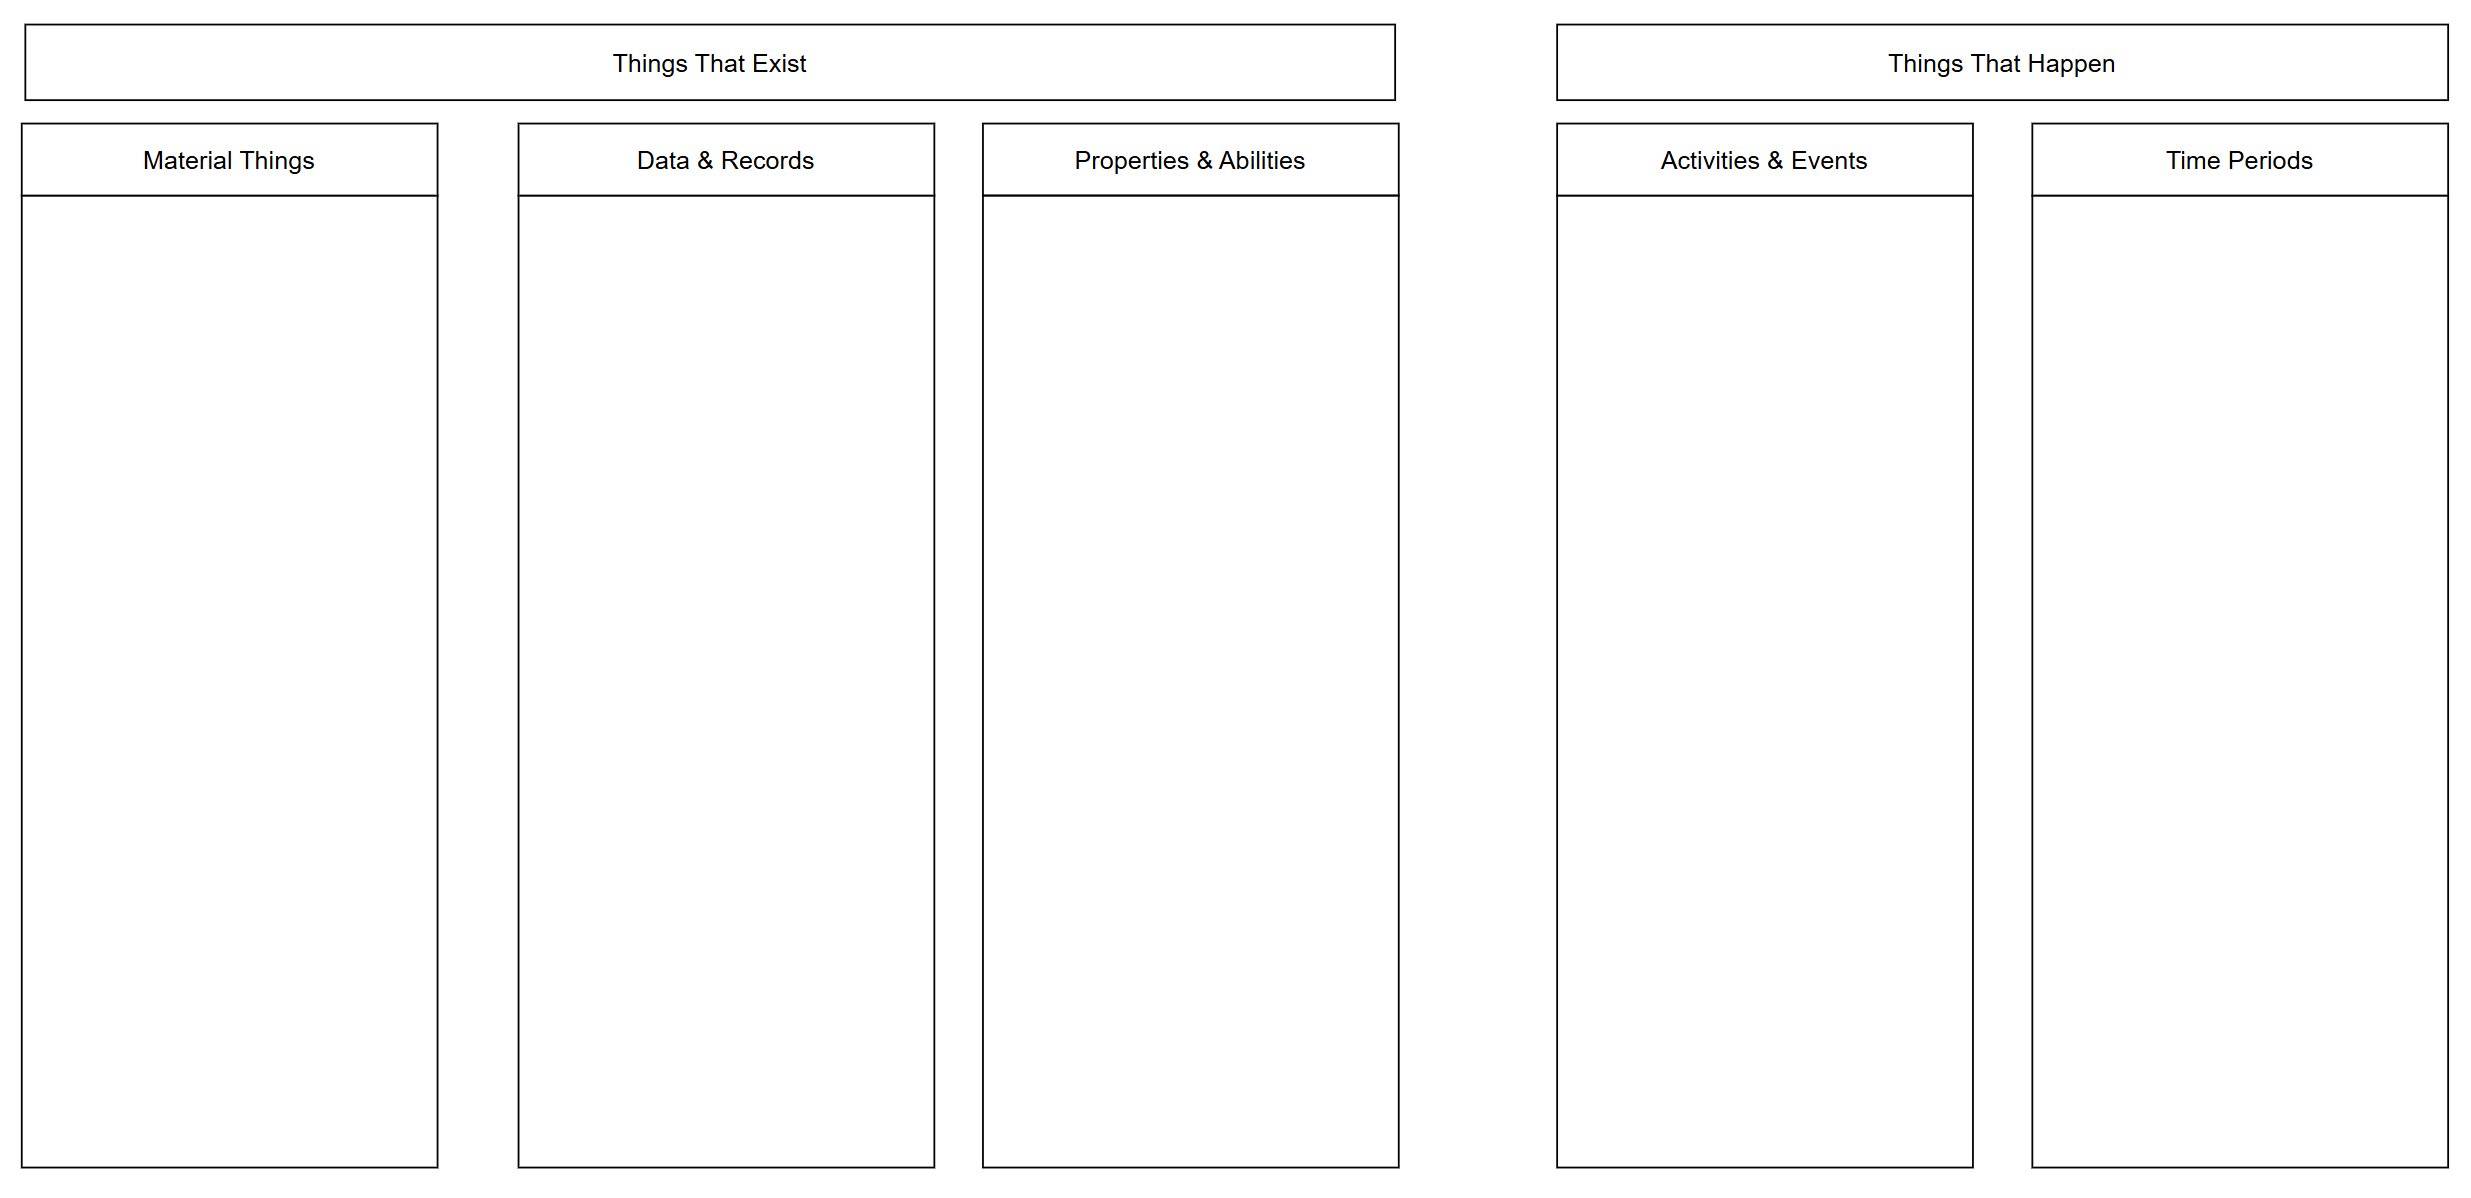 Things That Exist
Things That Happen
Material Things
Data & Records
Properties & Abilities
Activities & Events
Time Periods